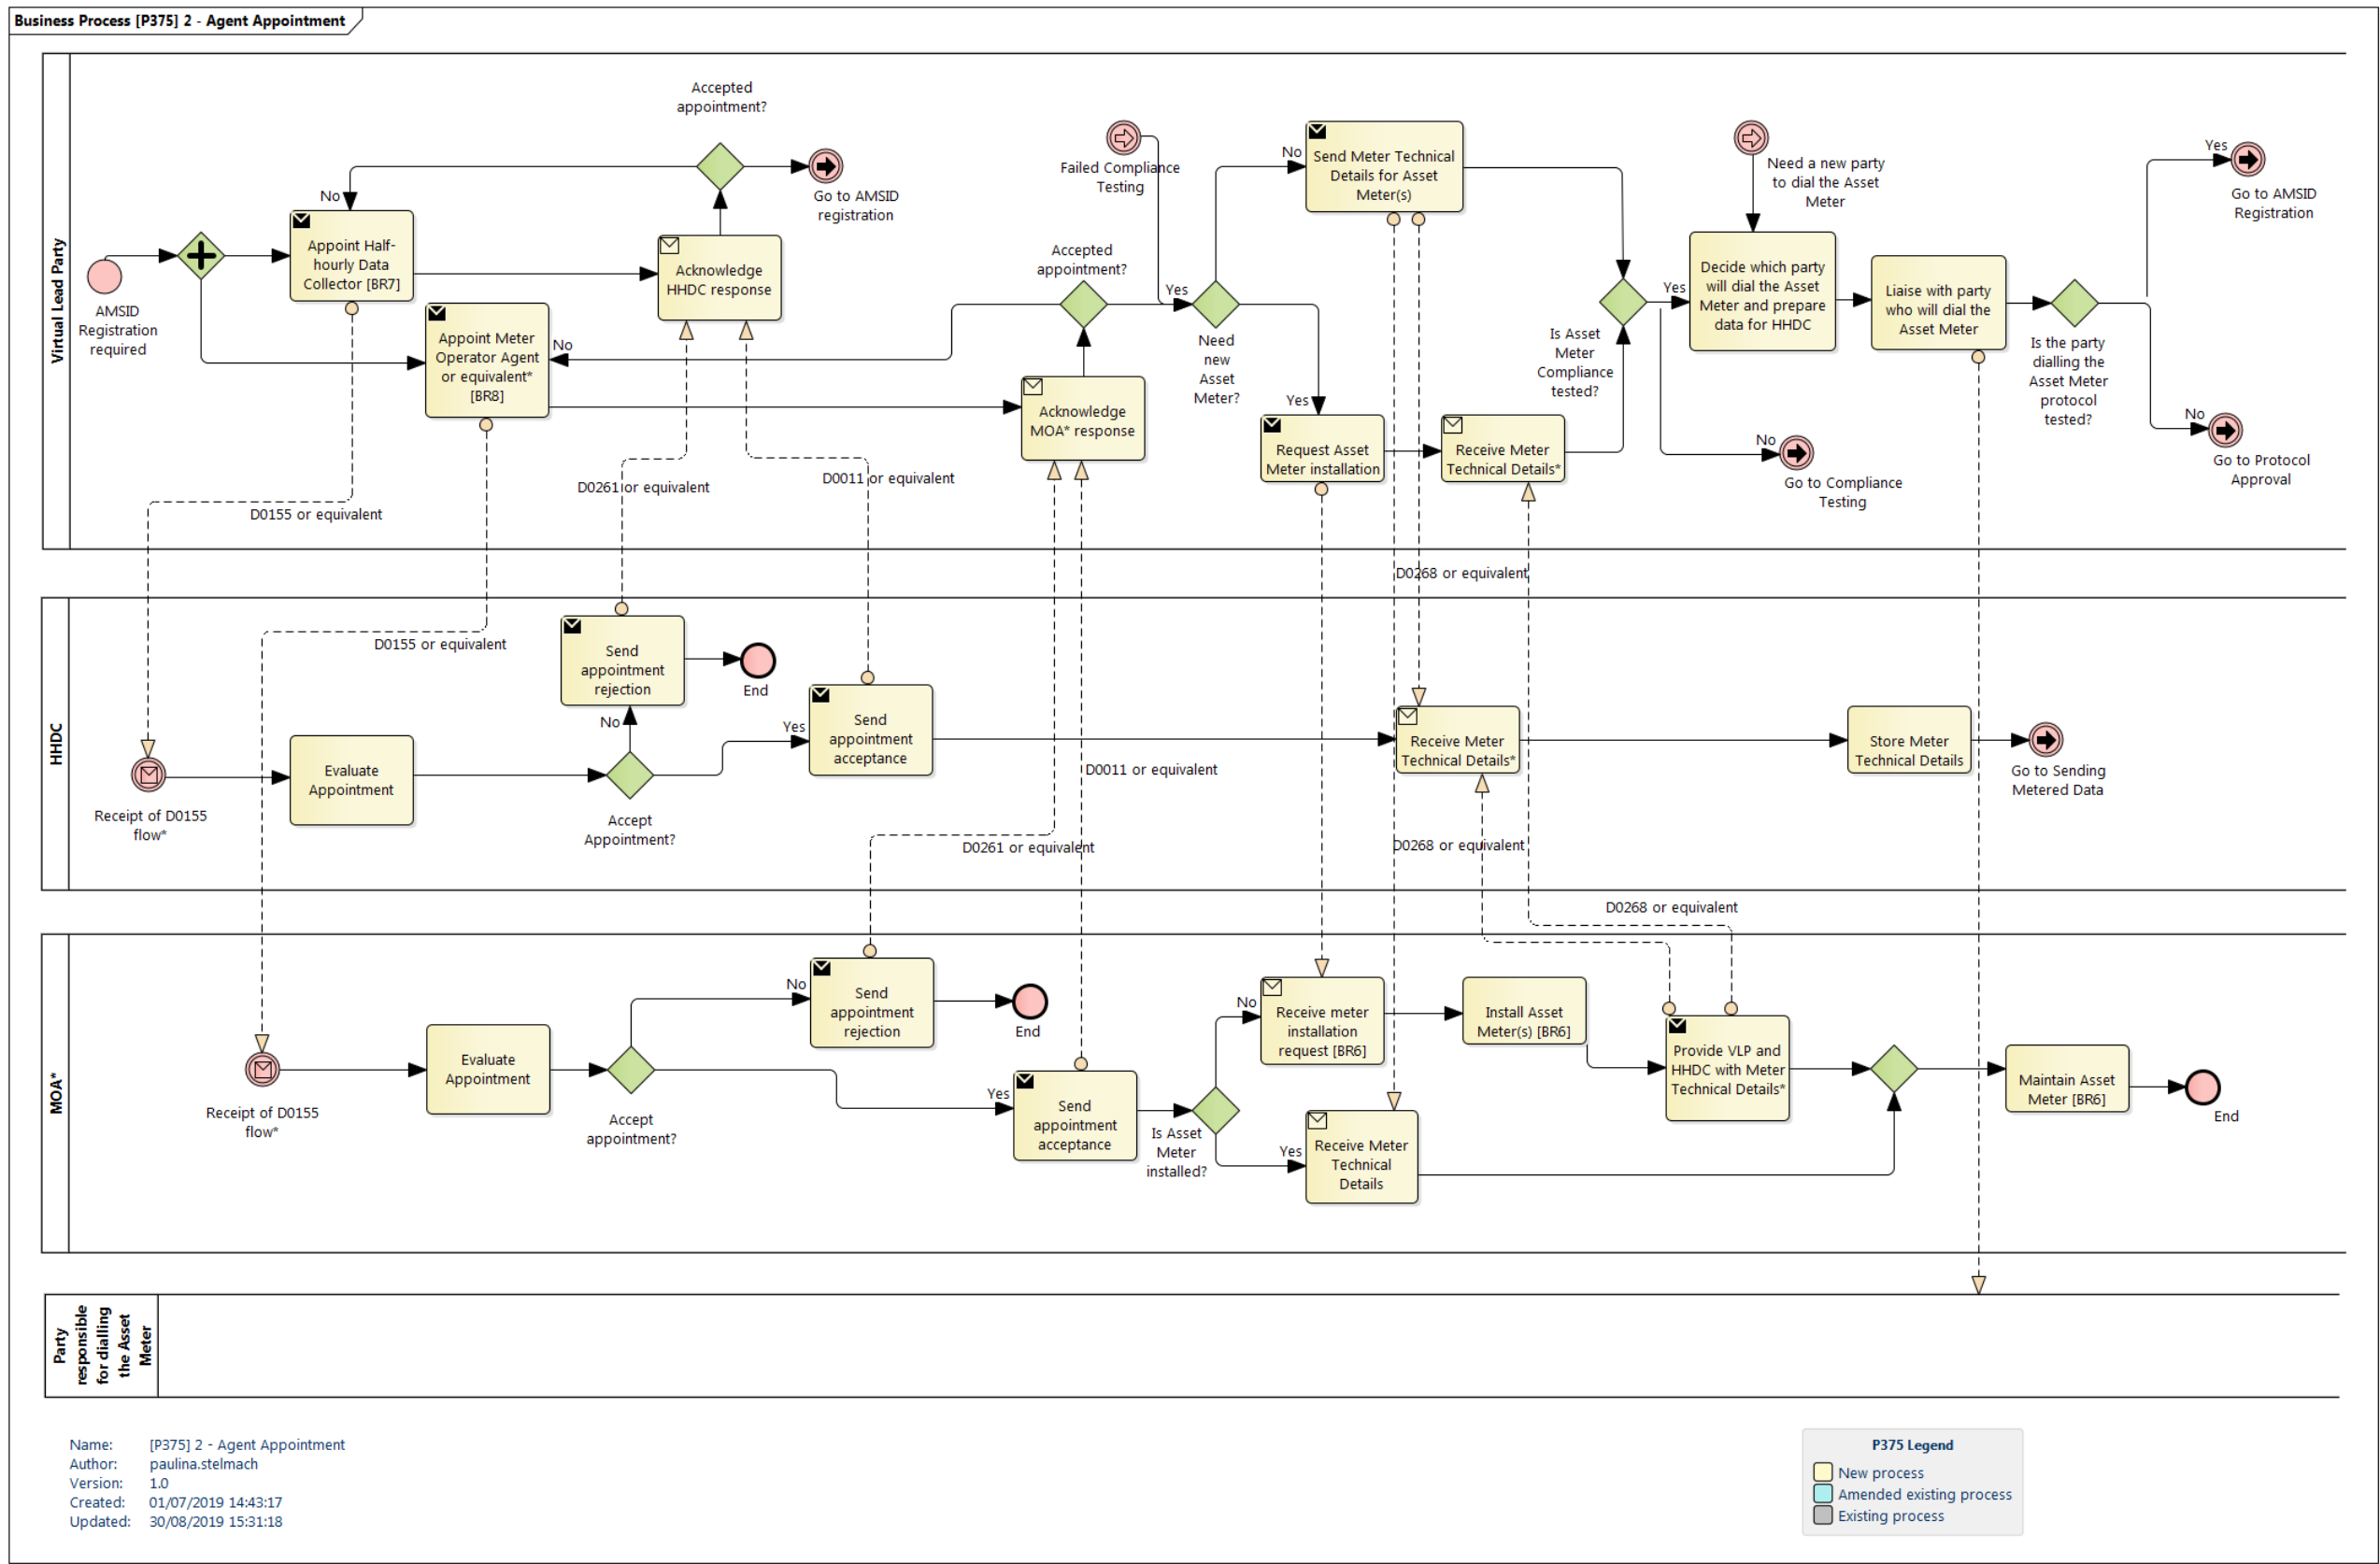 Business Process [P375] 2 - Agent Appointment
Virtual Lead Party
AMSID
Registration
required
No
Appoint Half-
hourly Data
Collector [BR7]
Appoint Meter
Operator Agent
or equivalent*
[BR8]
No
Accepted
appointment?
Go to AMSID
registration
Acknowledge
HHDC response
Accepted
appointment?
Acknowledge
MOA* response
Failed Compliance
Testing
Yes
Need
new
Asset
Meter?
No
Send Meter Technical
Details for Asset
Meter(s)
Yes
Request Asset
Meter installation
Receive Meter
Technical Details*
Is Asset
Meter
Compliance
tested?
Yes
No
Go to Compliance
Testing
Need a new party
to dial the Asset
Meter
Decide which party
will dial the Asset
Meter and prepare
data for HHDC
Liaise with party
who will dial the
Asset Meter
Is the party
dialling the
Asset Meter
protocol
tested?
Yes
Go to AMSID
Registration
No
Go to Protocol
Approval
D0155 or equivalent
D0261 or equivalent
D0011 or equivalent
D0268 or equivalent
HHDC
D0155 or equivalent
Receipt of D0155
flow*
Evaluate
Appointment
Accept
Appointment?
No
Send
appointment
rejection
End
Yes
Send
appointment
acceptance
D0011 or equivalent
D0261 or equivalent
Receive Meter
Technical Details*
D0268 or equivalent
Store Meter
Technical Details
Go to Sending
Metered Data
D0268 or equivalent
MOA*
Receipt of D0155
flow*
Evaluate
Appointment
Accept
appointment?
No
Send
appointment
rejection
End
Yes
Send
appointment
acceptance
Is Asset
Meter
installed?
No
Receive meter
installation
request [BR6]
Install Asset
Meter(s) [BR6]
Yes
Receive Meter
Technical
Details
Provide VLP and
HHDC with Meter
Technical Details*
Maintain Asset
Meter [BR6]
End
Party
responsible
for dialling
the Asset
Meter
Name: [P375] 2 - Agent Appointment
Author: paulina.stelmach
Version: 1.0
Created: 01/07/2019 14:43:17
Updated: 30/08/2019 15:31:18
P375 Legend
New process
Amended existing process
Existing process